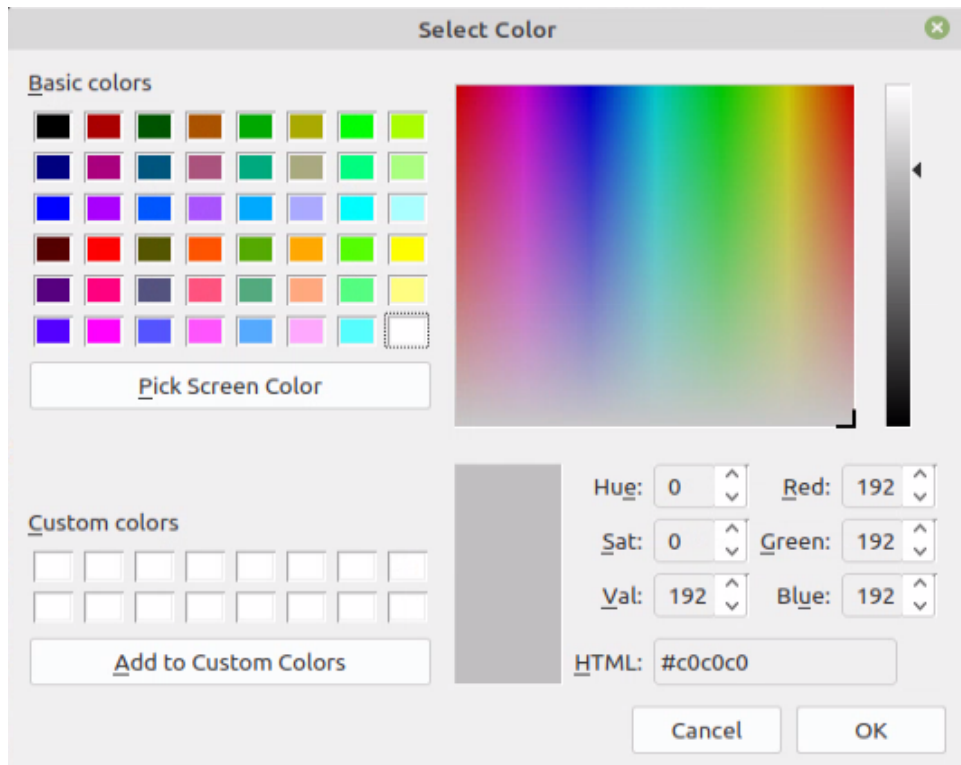 Select Color
Basic colors
Pick Screen Color
Custom colors
Add to Custom Colors
Hue: 0 Red: 192
Sat: 0 Green: 192
Val: 192 Blue: 192
HTML: #c0c0c0
Cancel OK